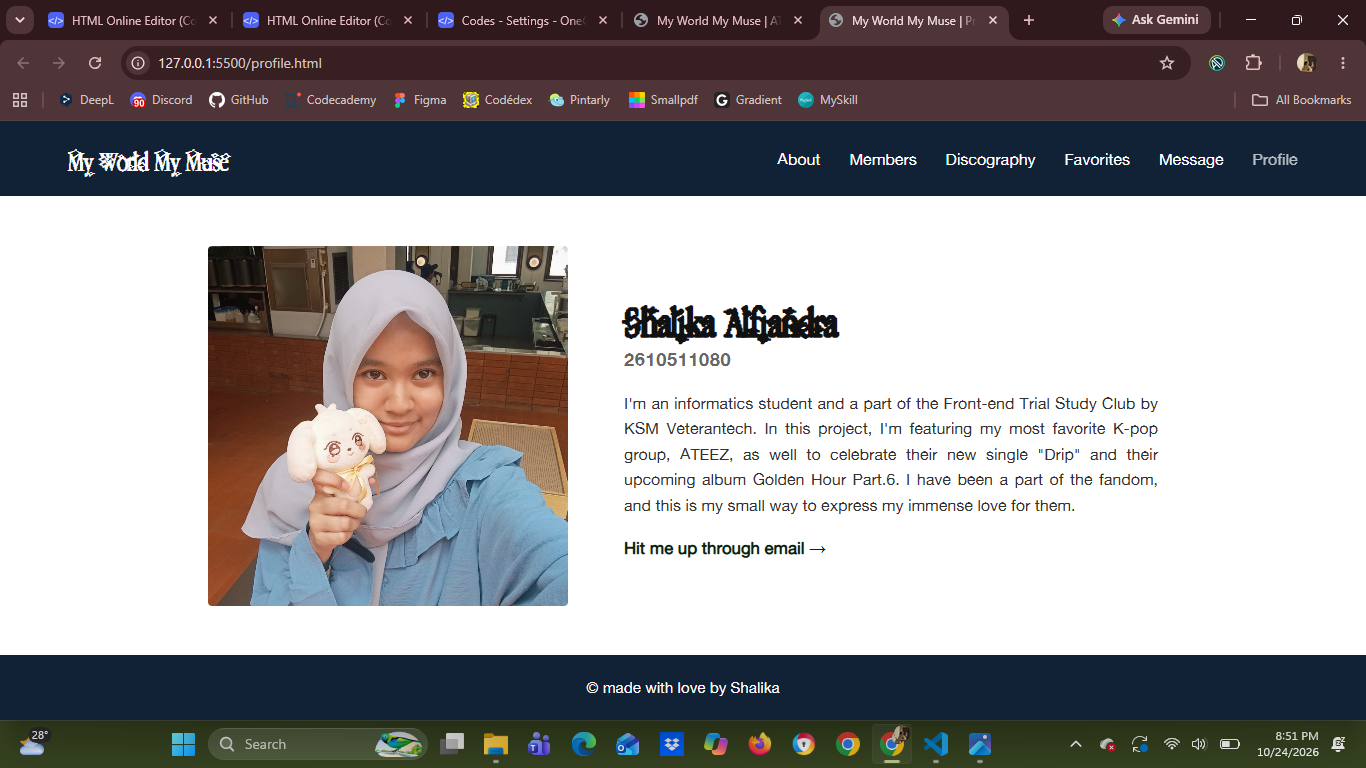 HTML Online Editor (Co
HTML Online Editor (Co
Codes - Settings - One
My World My Muse | AT
My World My Muse | Pr
Ask Gemini
127.0.0.1:5500/profile.html
DeepL
90
Discord
GitHub
Codecademy
Figma
Codédex
Pintarly
Smallpdf
Gradient
MySkill
All Bookmarks
My World My Muse
About
Members
Discography
Favorites
Message
Profile
Shalika Alfiandra
2610511080
I'm an informatics student and a part of the Front-end Trial Study Club by
KSM Veterantech. In this project, I'm featuring my most favorite K-pop
group, ATEEZ, as well to celebrate their new single "Drip" and their
upcoming album Golden Hour Part.6. I have been a part of the fandom,
and this is my small way to express my immense love for them.
Hit me up through email →
© made with love by Shalika
28°
Search
8:51 PM
10/24/2026